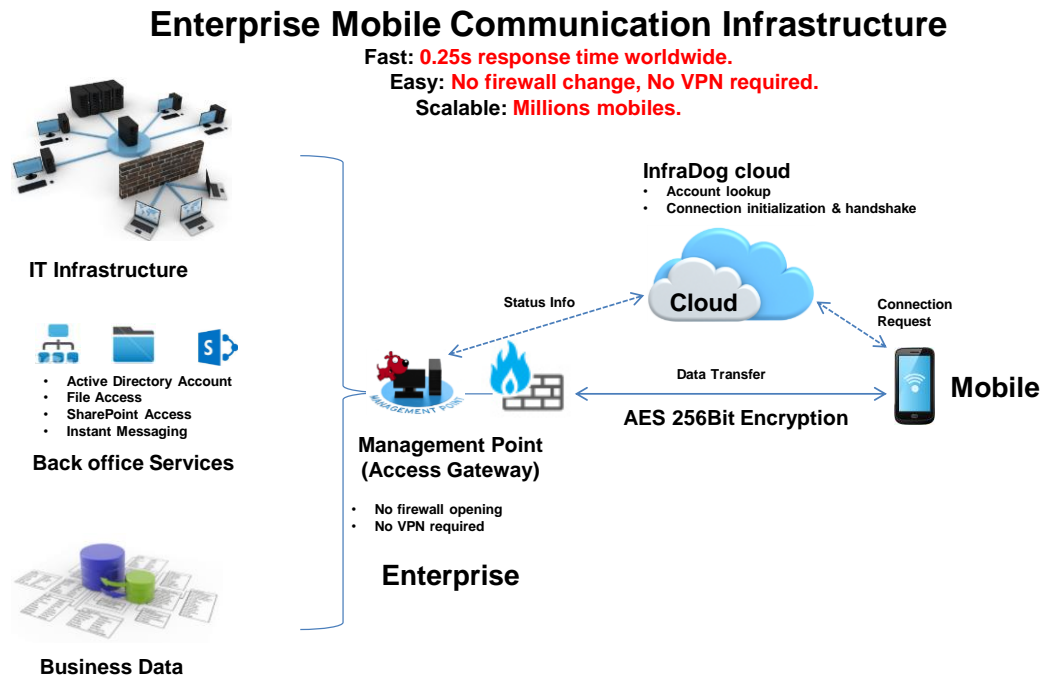 Enterprise Mobile Communication Infrastructure
Fast: 0.25s response time worldwide.
Easy: No firewall change, No VPN required.
Scalable: Millions mobiles.
IT Infrastructure
• Active Directory Account
• File Access
• SharePoint Access
• Instant Messaging
Back office Services
Business Data
MANAGEMENT POINT
Management Point
(Access Gateway)
• No firewall opening
• No VPN required
Enterprise
InfraDog cloud
• Account lookup
• Connection initialization & handshake
Status Info
Cloud
Connection
Request
Data Transfer
AES 256Bit Encryption
Mobile
S